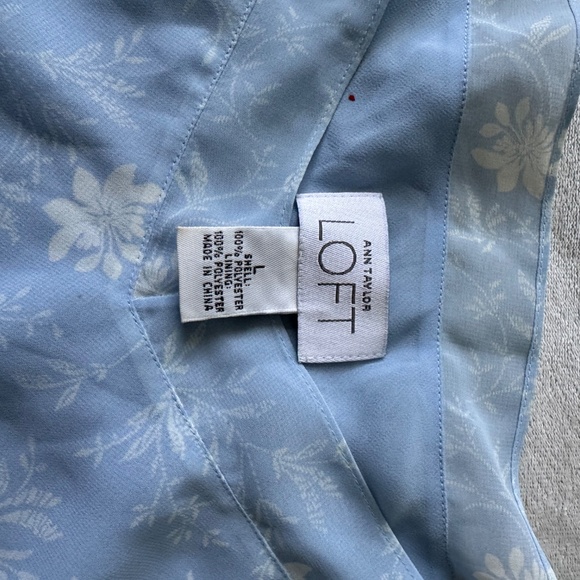 ANN TAYLOR
LOFT
L
SHELL:
100% POLYESTER
LINING:
100% POLYESTER
MADE IN CHINA